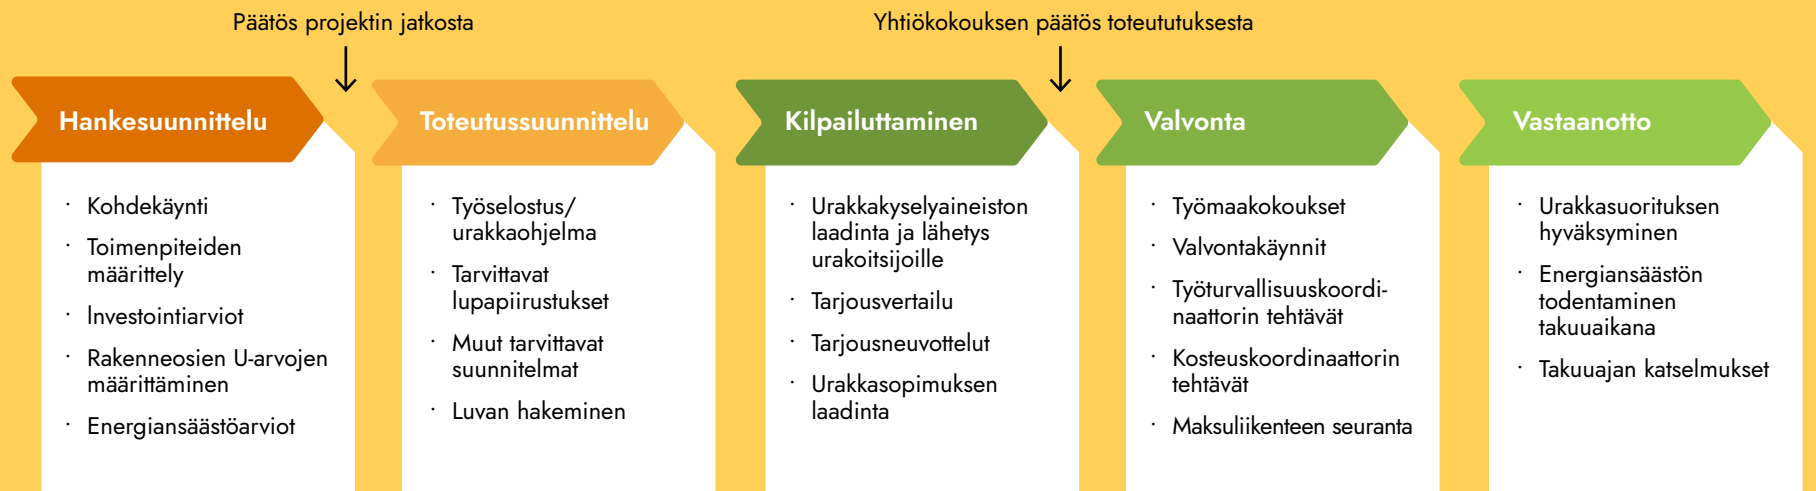 Päätös projektin jatkosta
Yhtiökokouksen päätös toteututuksesta
Hankesuunnittelu
· Kohdekäynti
· Toimenpiteiden
määrittely
· Investointiarviot
· Rakenneosien U-arvojen
määrittäminen
· Energiansäästöarviot
Toteutussuunnittelu
· Työselostus/
urakkaohjelma
· Tarvittavat
lupapiirustukset
· Muut tarvittavat
suunnitelmat
· Luvan hakeminen
Kilpailuttaminen
· Urakkakyselyaineiston
laadinta ja lähetys
urakoitsijoille
· Tarjousvertailu
· Tarjousneuvottelut
· Urakkasopimuksen
laadinta
Valvonta
· Työmaakokoukset
· Valvontakäynnit
· Työturvallisuuskoordi-
naattorin tehtävät
· Kosteuskoordinaattorin
tehtävät
· Maksuliikenteen seuranta
Vastaanotto
· Urakkasuorituksen
hyväksyminen
· Energiansäästön
todentaminen
takuuaikana
· Takuuajan katselmukset